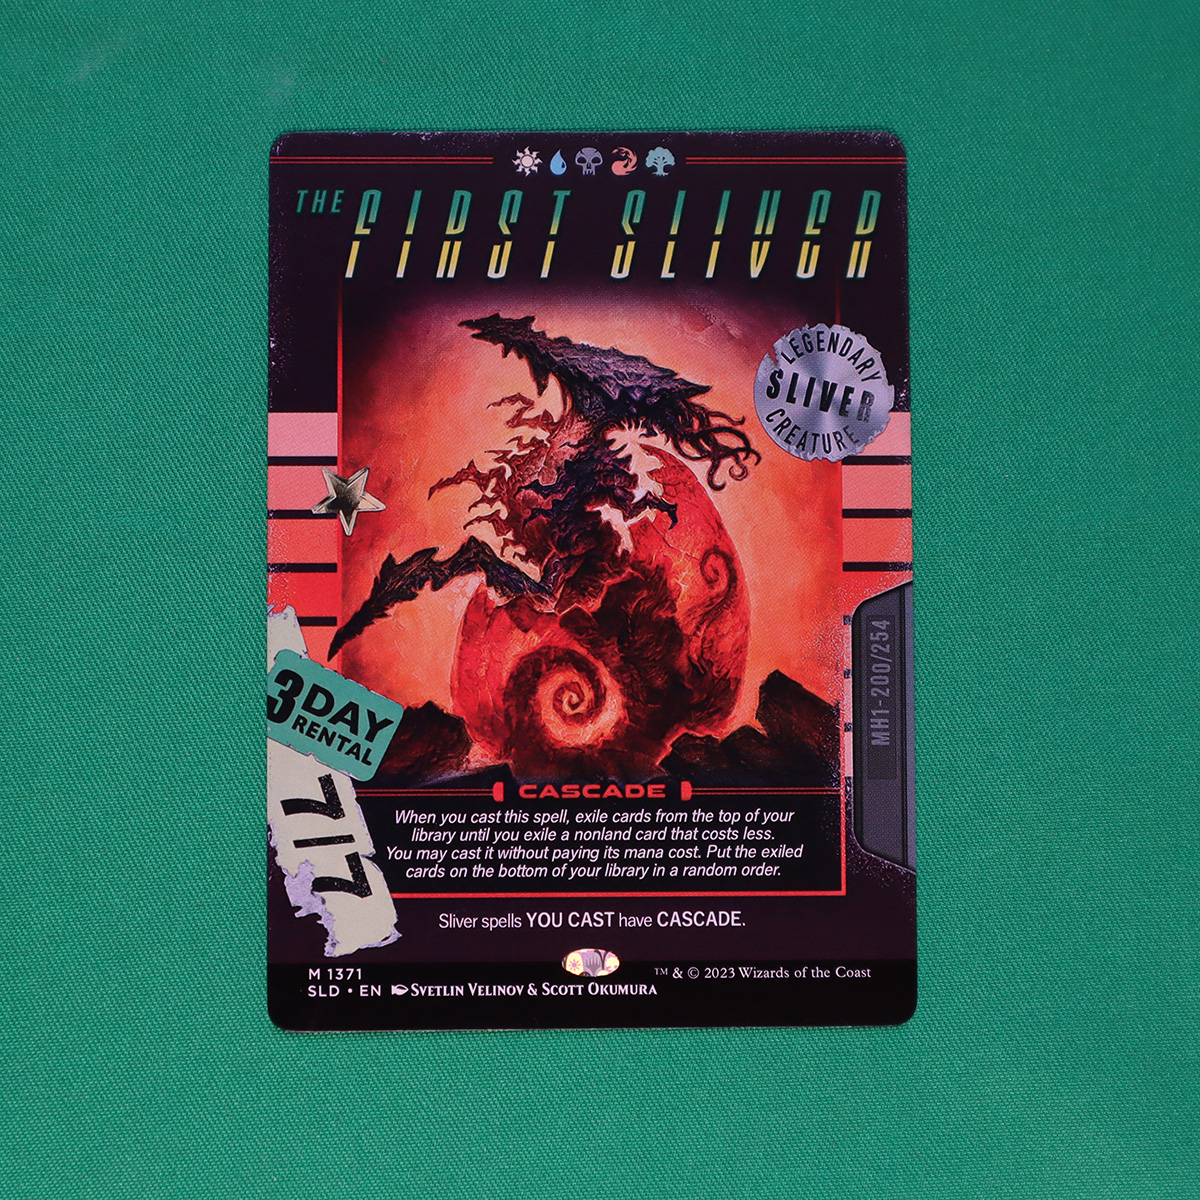 THE FIRST SLIVER
LEGENDARY
SLIVER
CREATURE
MH1-200/254
3 DAY
RENTAL
7/7
CASCADE
When you cast this spell, exile cards from the top of your
library until you exile a nonland card that costs less.
You may cast it without paying its mana cost. Put the exiled
cards on the bottom of your library in a random order.
Sliver spells YOU CAST have CASCADE.
M 1371
SLD • EN SVETLIN VELINOV & SCOTT OKUMURA
™ & © 2023 Wizards of the Coast